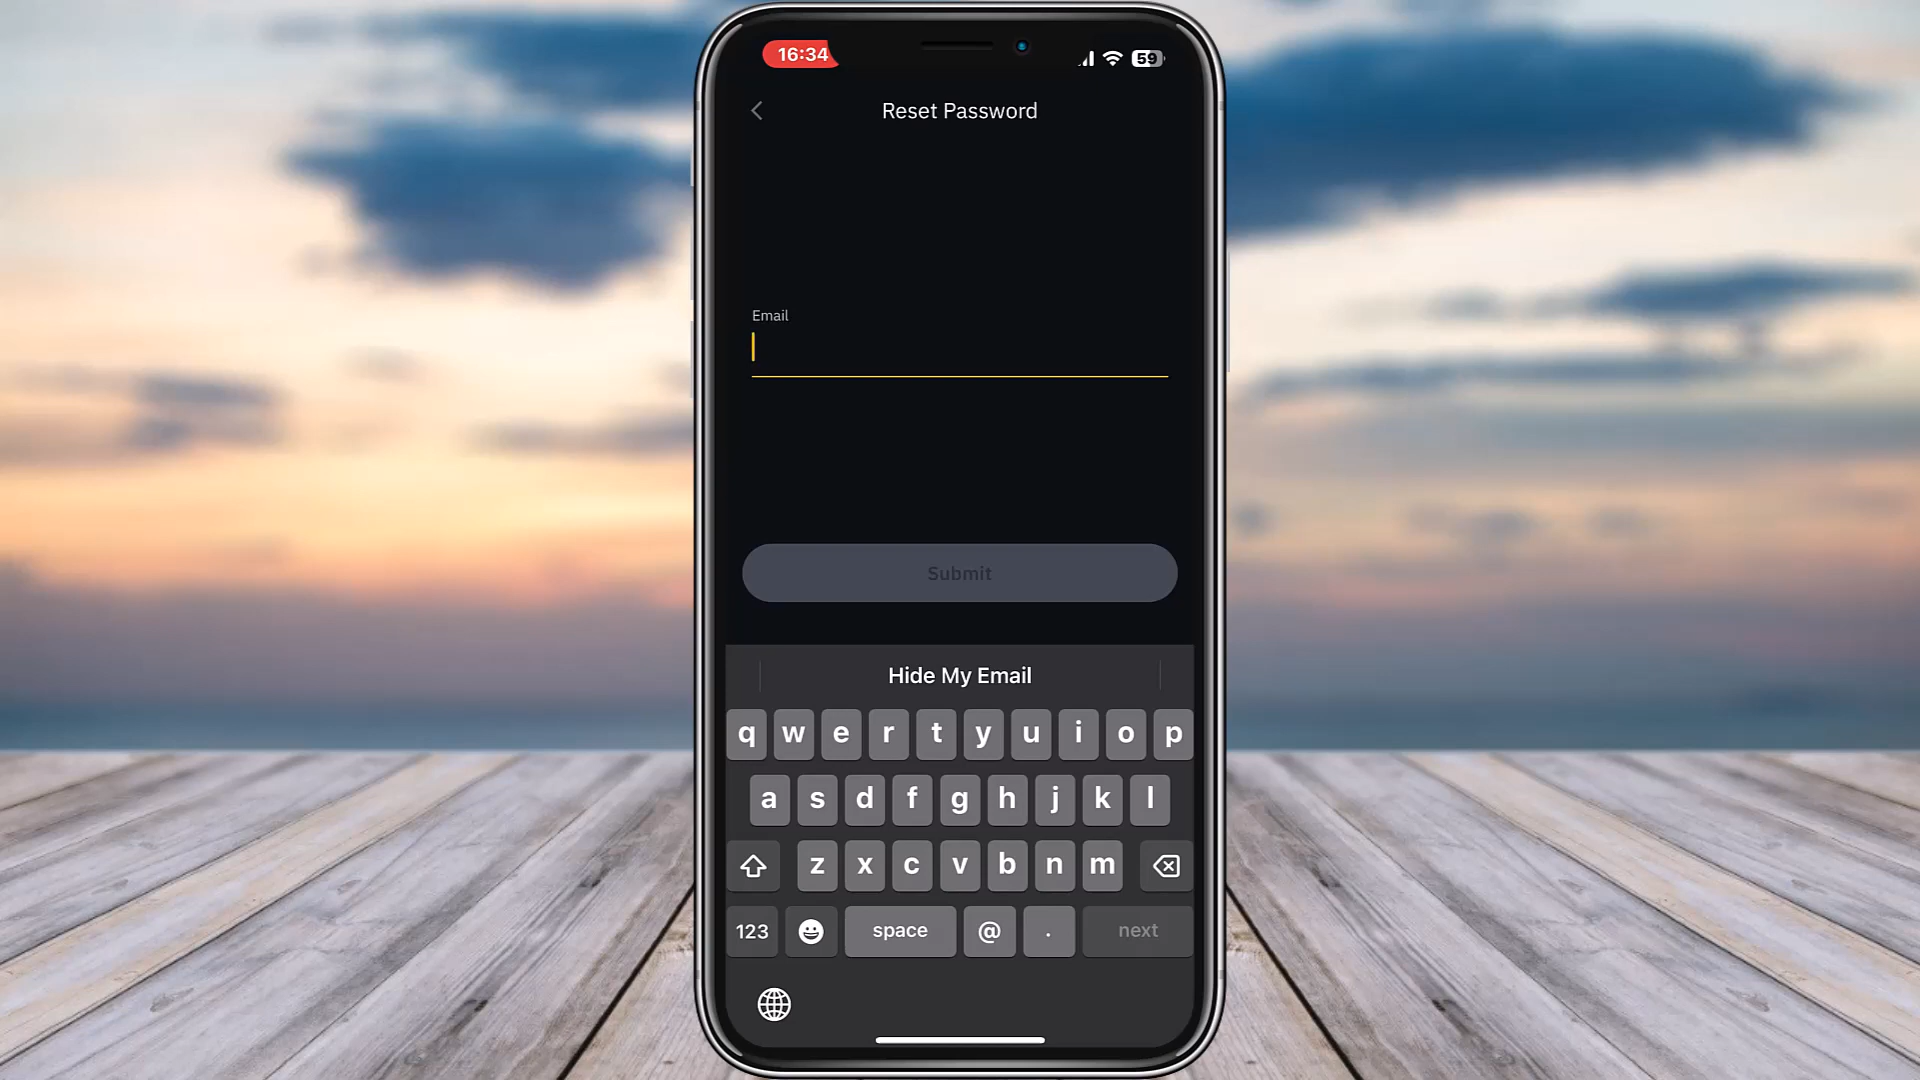 16:34
59
Reset Password
Email
Submit
Hide My Email
q w e r t y u i o p
a s d f g h j k l
z x c v b n m
123 space @ . next